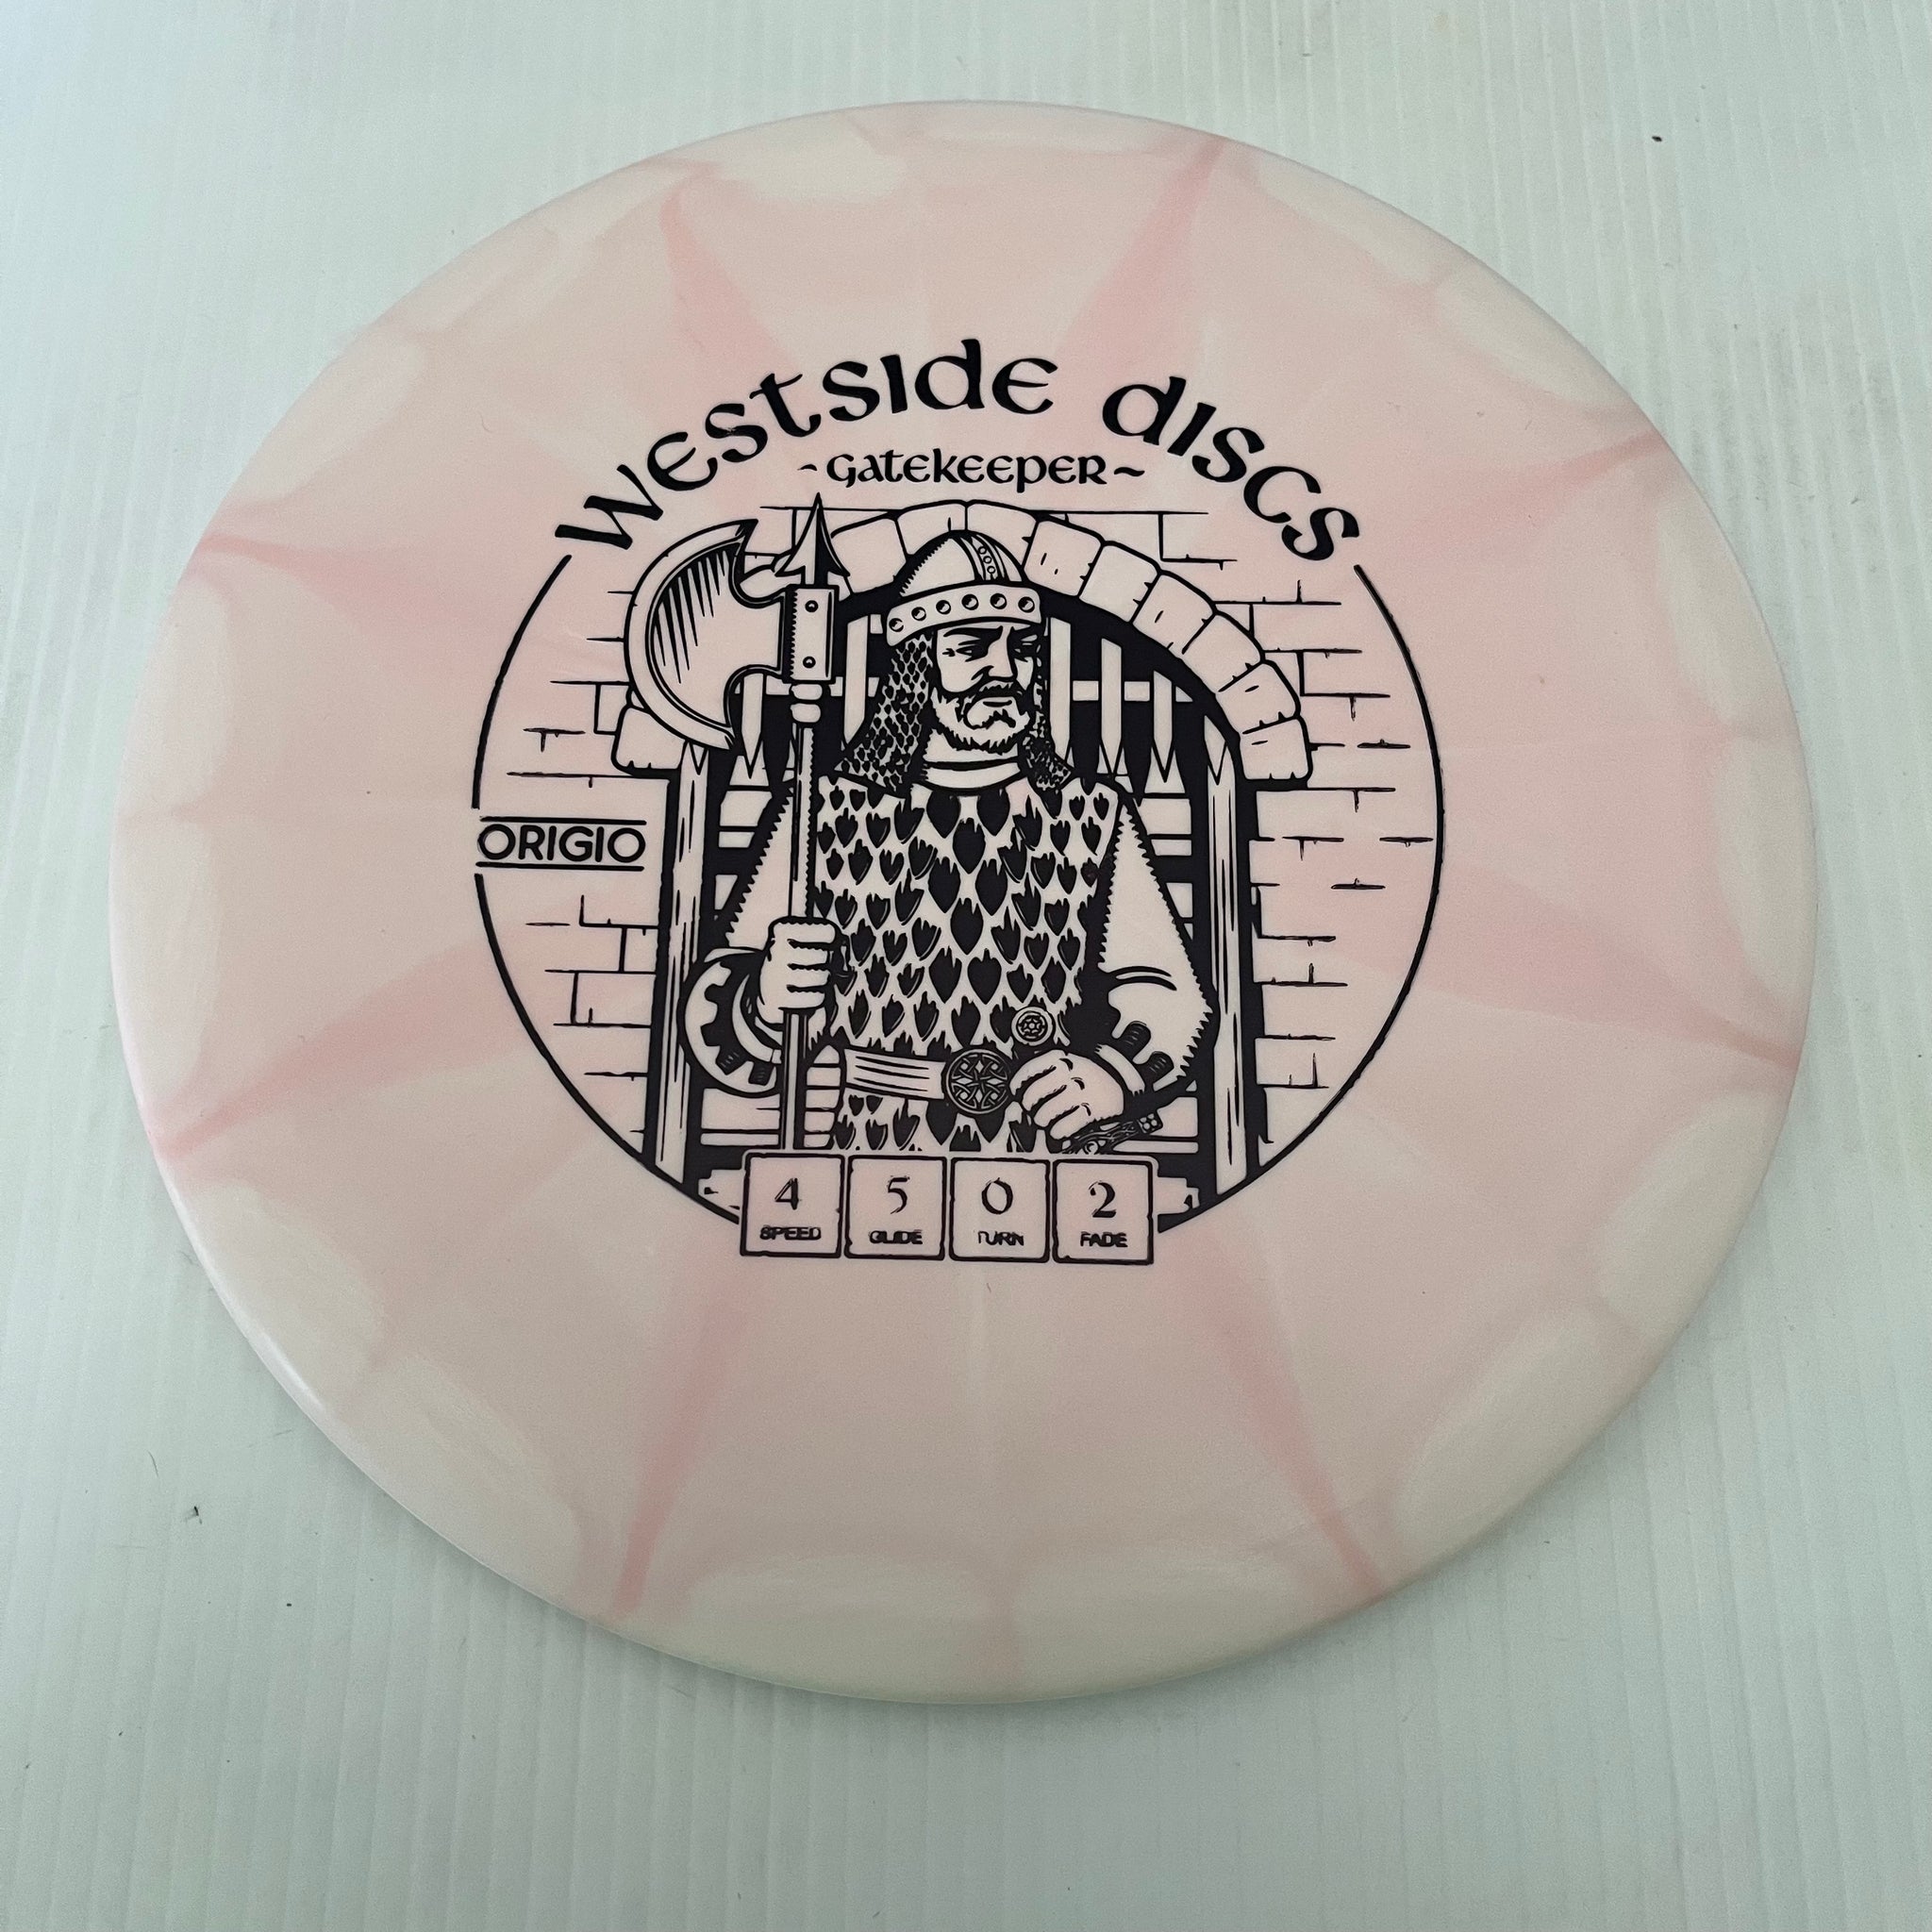 Westside Discs
~Gatekeeper~
ORIGIO
4 5 0 2
SPEED GLIDE TURN FADE